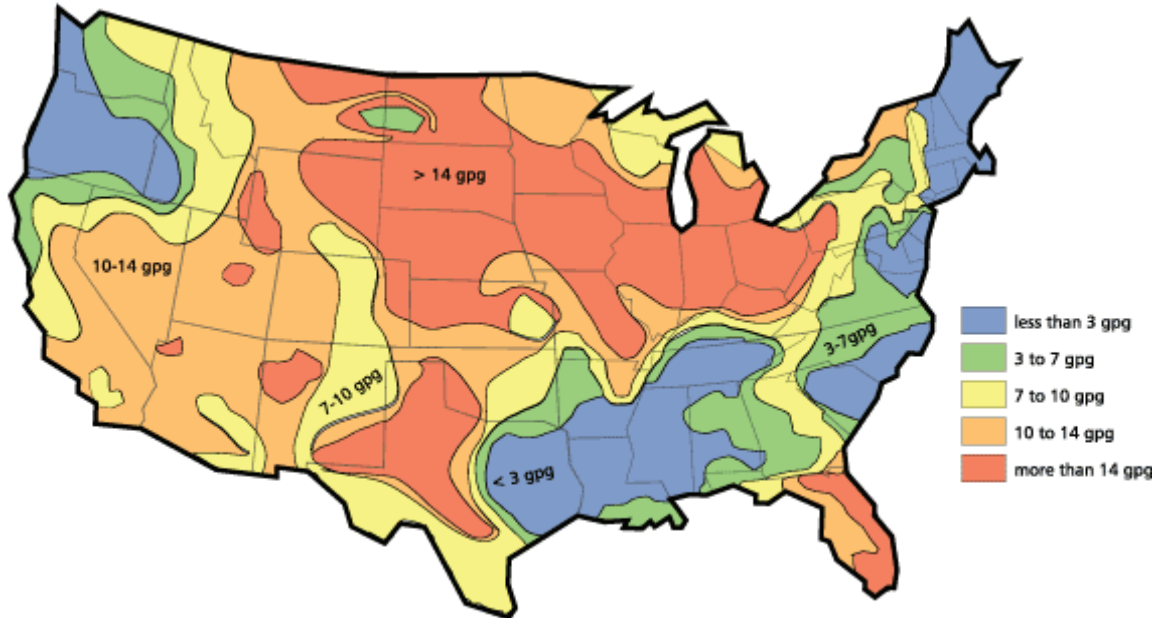 > 14 gpg
10-14 gpg
7-10 gpg
3-7gpg
< 3 gpg
less than 3 gpg
3 to 7 gpg
7 to 10 gpg
10 to 14 gpg
more than 14 gpg